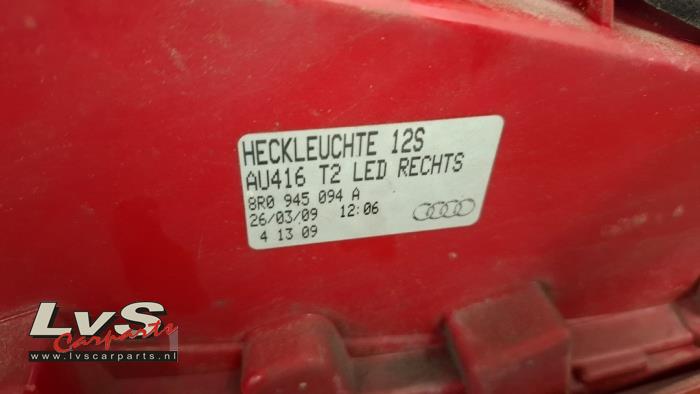 HECKLEUCHTE 12S
AU416 T2 LED RECHTS
8R0 945 094 A
26/03/09 12:06
4 13 09
LvS
Carparts
www.lvscarparts.nl